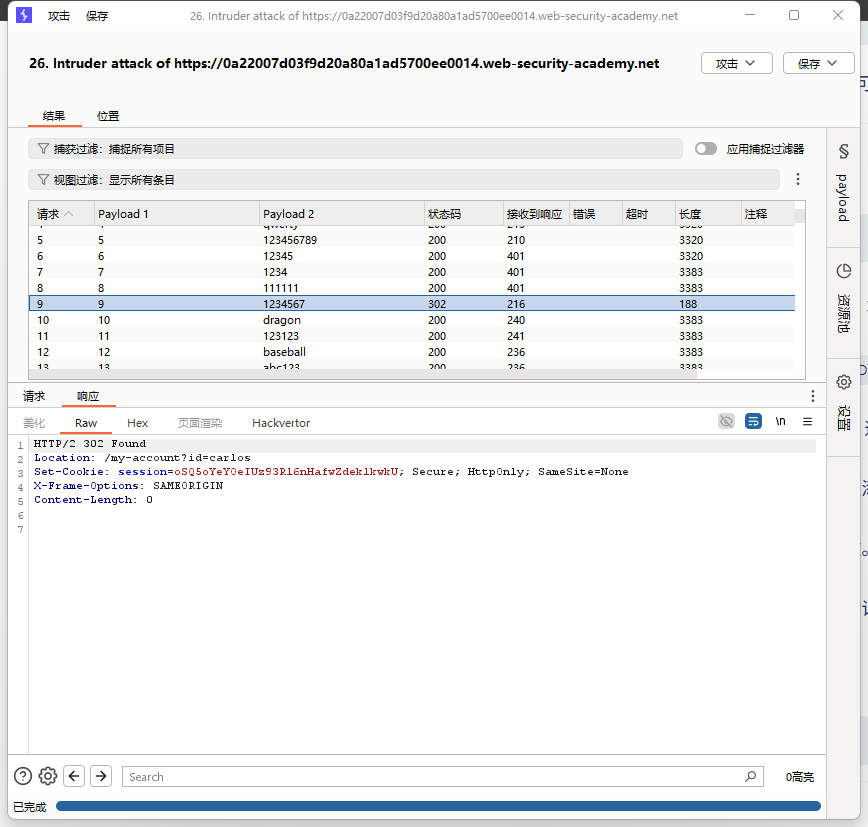 攻击 保存 26. Intruder attack of https://0a22007d03f9d20a80a1ad5700ee0014.web-security-academy.net
26. Intruder attack of https://0a22007d03f9d20a80a1ad5700ee0014.web-security-academy.net 攻击 保存
结果 位置
捕获过滤：捕捉所有项目 应用捕捉过滤器
视图过滤：显示所有条目
请求 Payload 1 Payload 2 状态码 接收到响应 错误 超时 长度 注释
5 5 123456789 200 210 3320
6 6 12345 200 401 3320
7 7 1234 200 401 3383
8 8 111111 200 401 3383
9 9 1234567 302 216 188
10 10 dragon 200 240 3383
11 11 123123 200 241 3383
12 12 baseball 200 236 3383
13 13 abc123 200 236 3383
payload
资源池
设置
请求 响应
美化 Raw Hex 页面渲染 Hackvertor \n
1 HTTP/2 302 Found
2 Location: /my-account?id=carlos
3 Set-Cookie: session=oSQ5oYeYOeIUz93Rl6nHafwZdeklkwkU; Secure; HttpOnly; SameSite=None
4 X-Frame-Options: SAMEORIGIN
5 Content-Length: 0
6
7
Search 0高亮
已完成